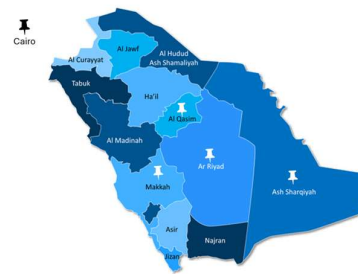 Cairo
Al Jawf
Al Hudud
Ash Shamaliyah
Al Curayyat
Tabuk
Ha'il
Al Qasim
Al Madinah
Ar Riyad
Makkah
Ash Sharqiyah
Asir
Najran
Jizan